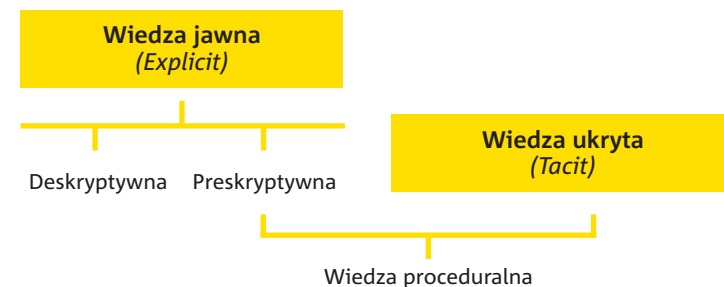 Wiedza jawna
(Explicit)
Wiedza ukryta
(Tacit)
Deskryptywna
Preskryptywna
Wiedza proceduralna